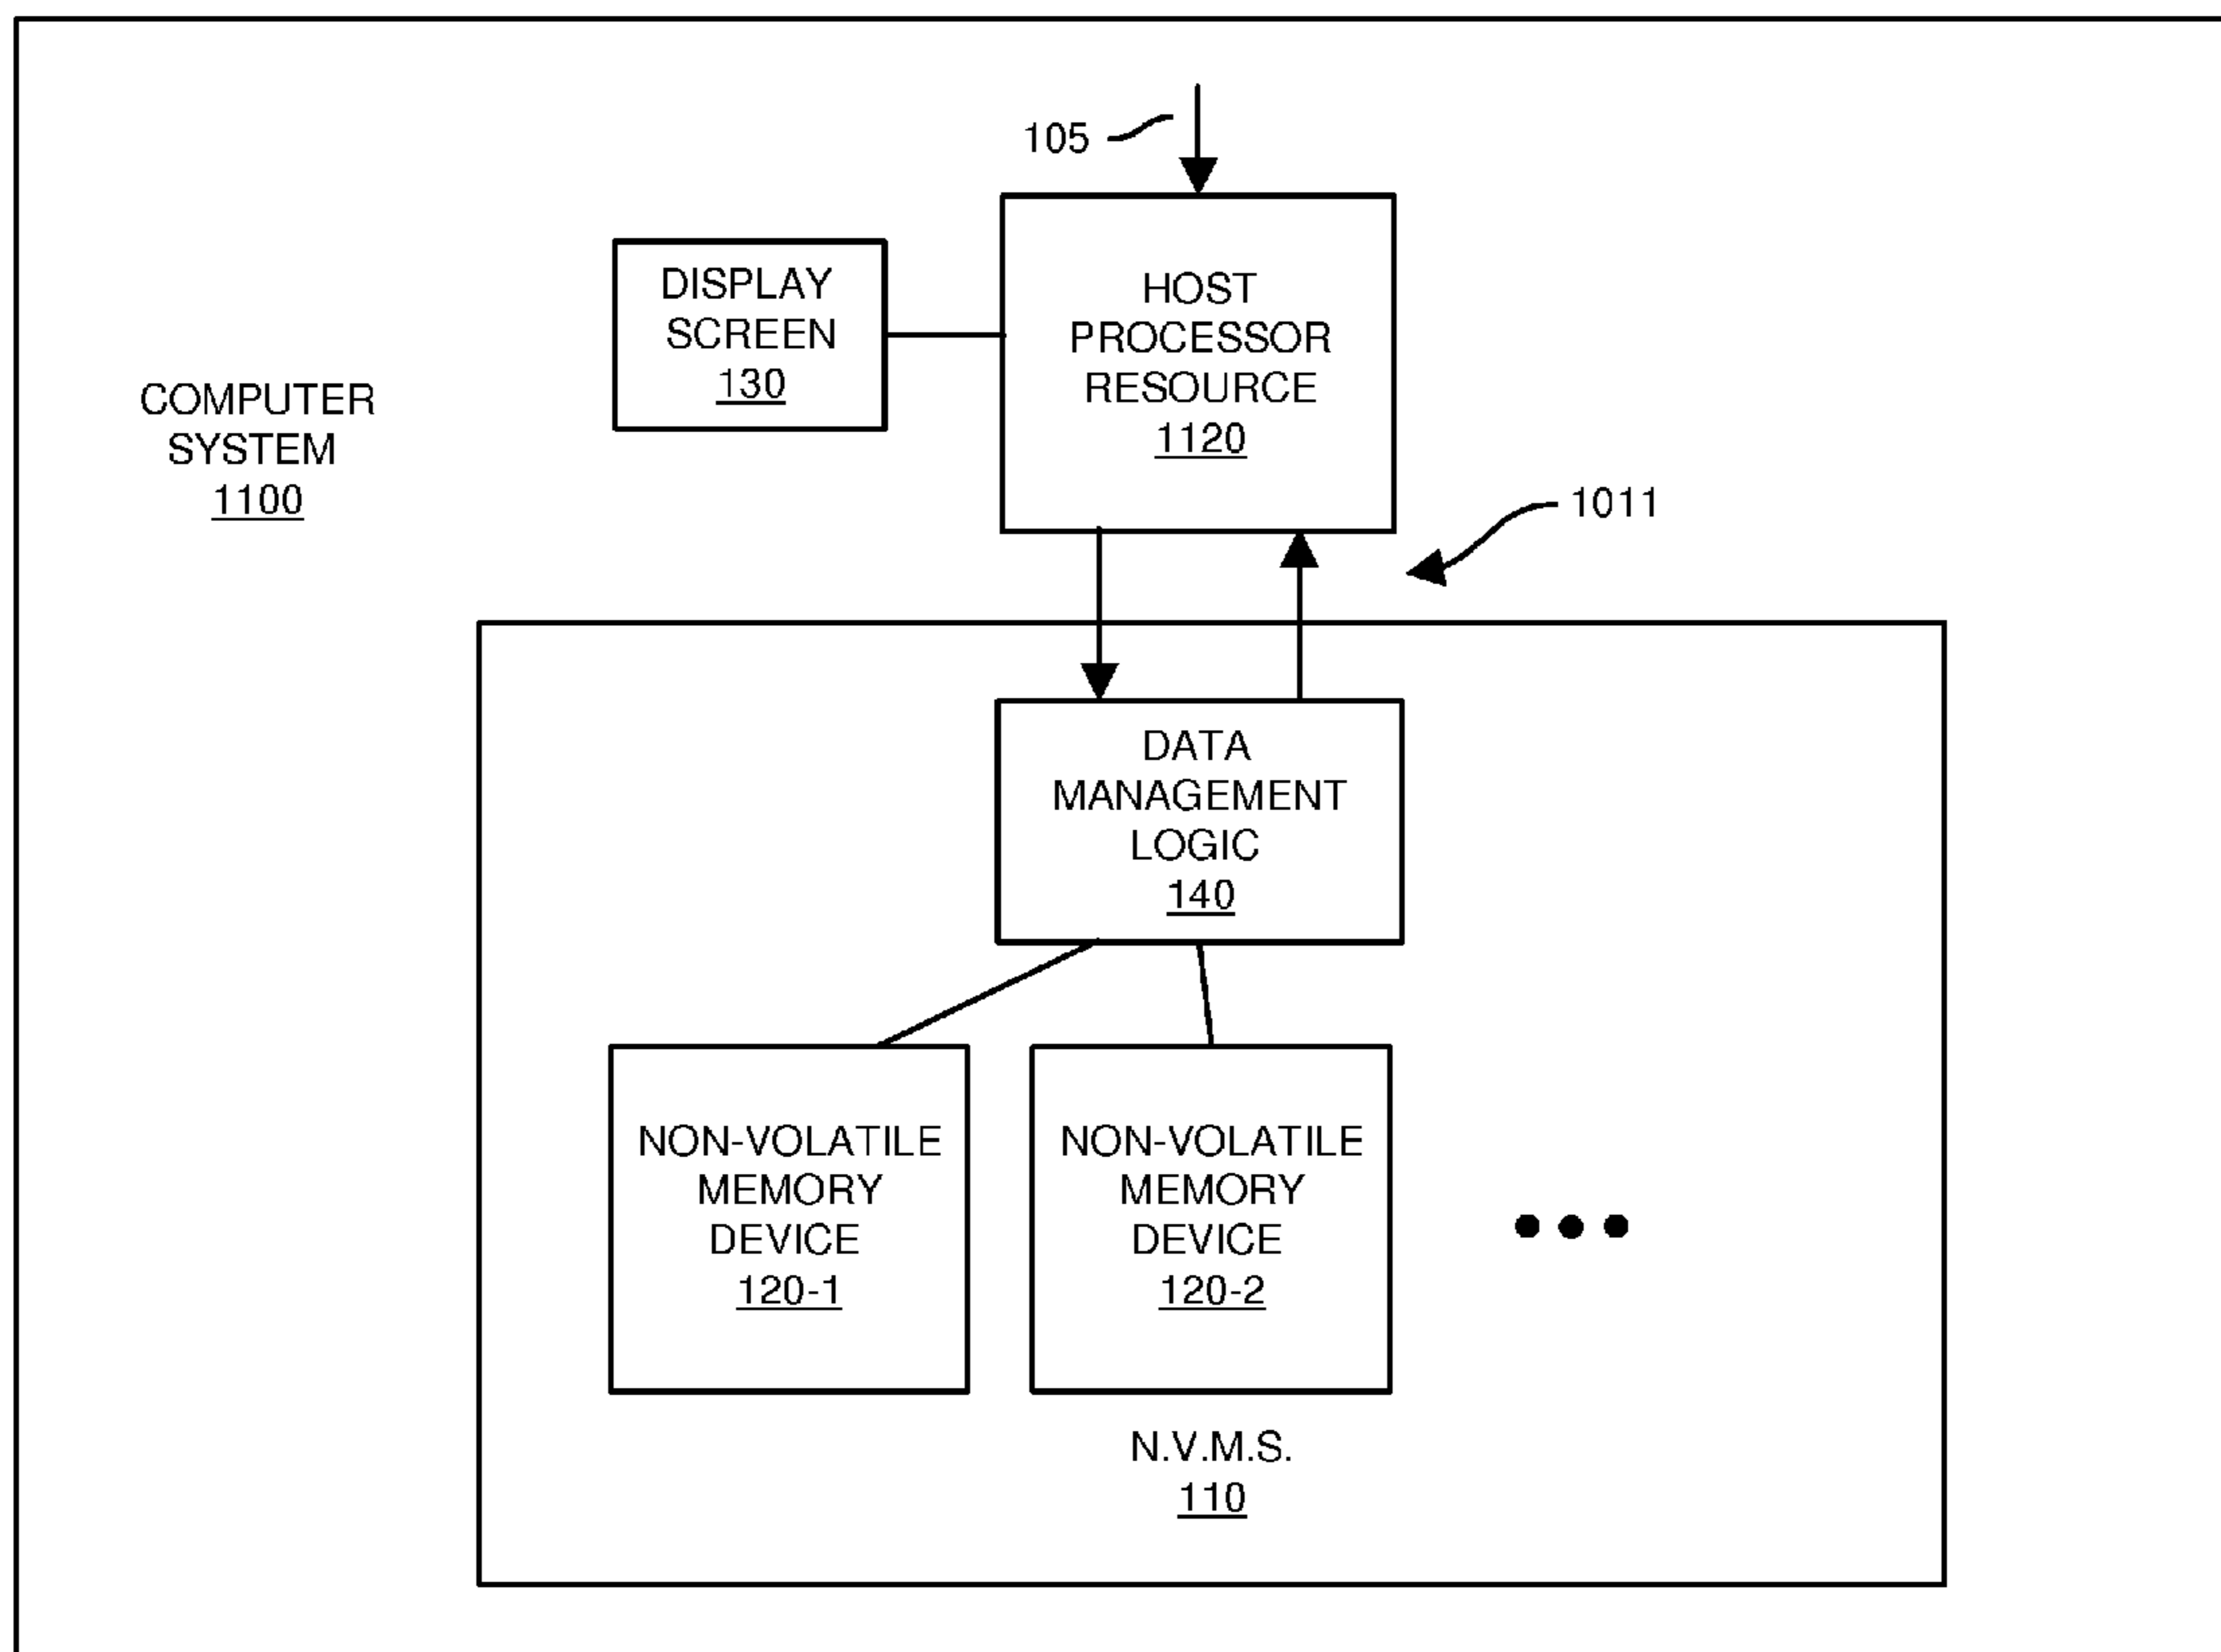 105
DISPLAY
SCREEN
130
HOST
PROCESSOR
RESOURCE
1120
COMPUTER
SYSTEM
1100
1011
DATA
MANAGEMENT
LOGIC
140
NON-VOLATILE
MEMORY
DEVICE
120-1
NON-VOLATILE
MEMORY
DEVICE
120-2
N.V.M.S.
110